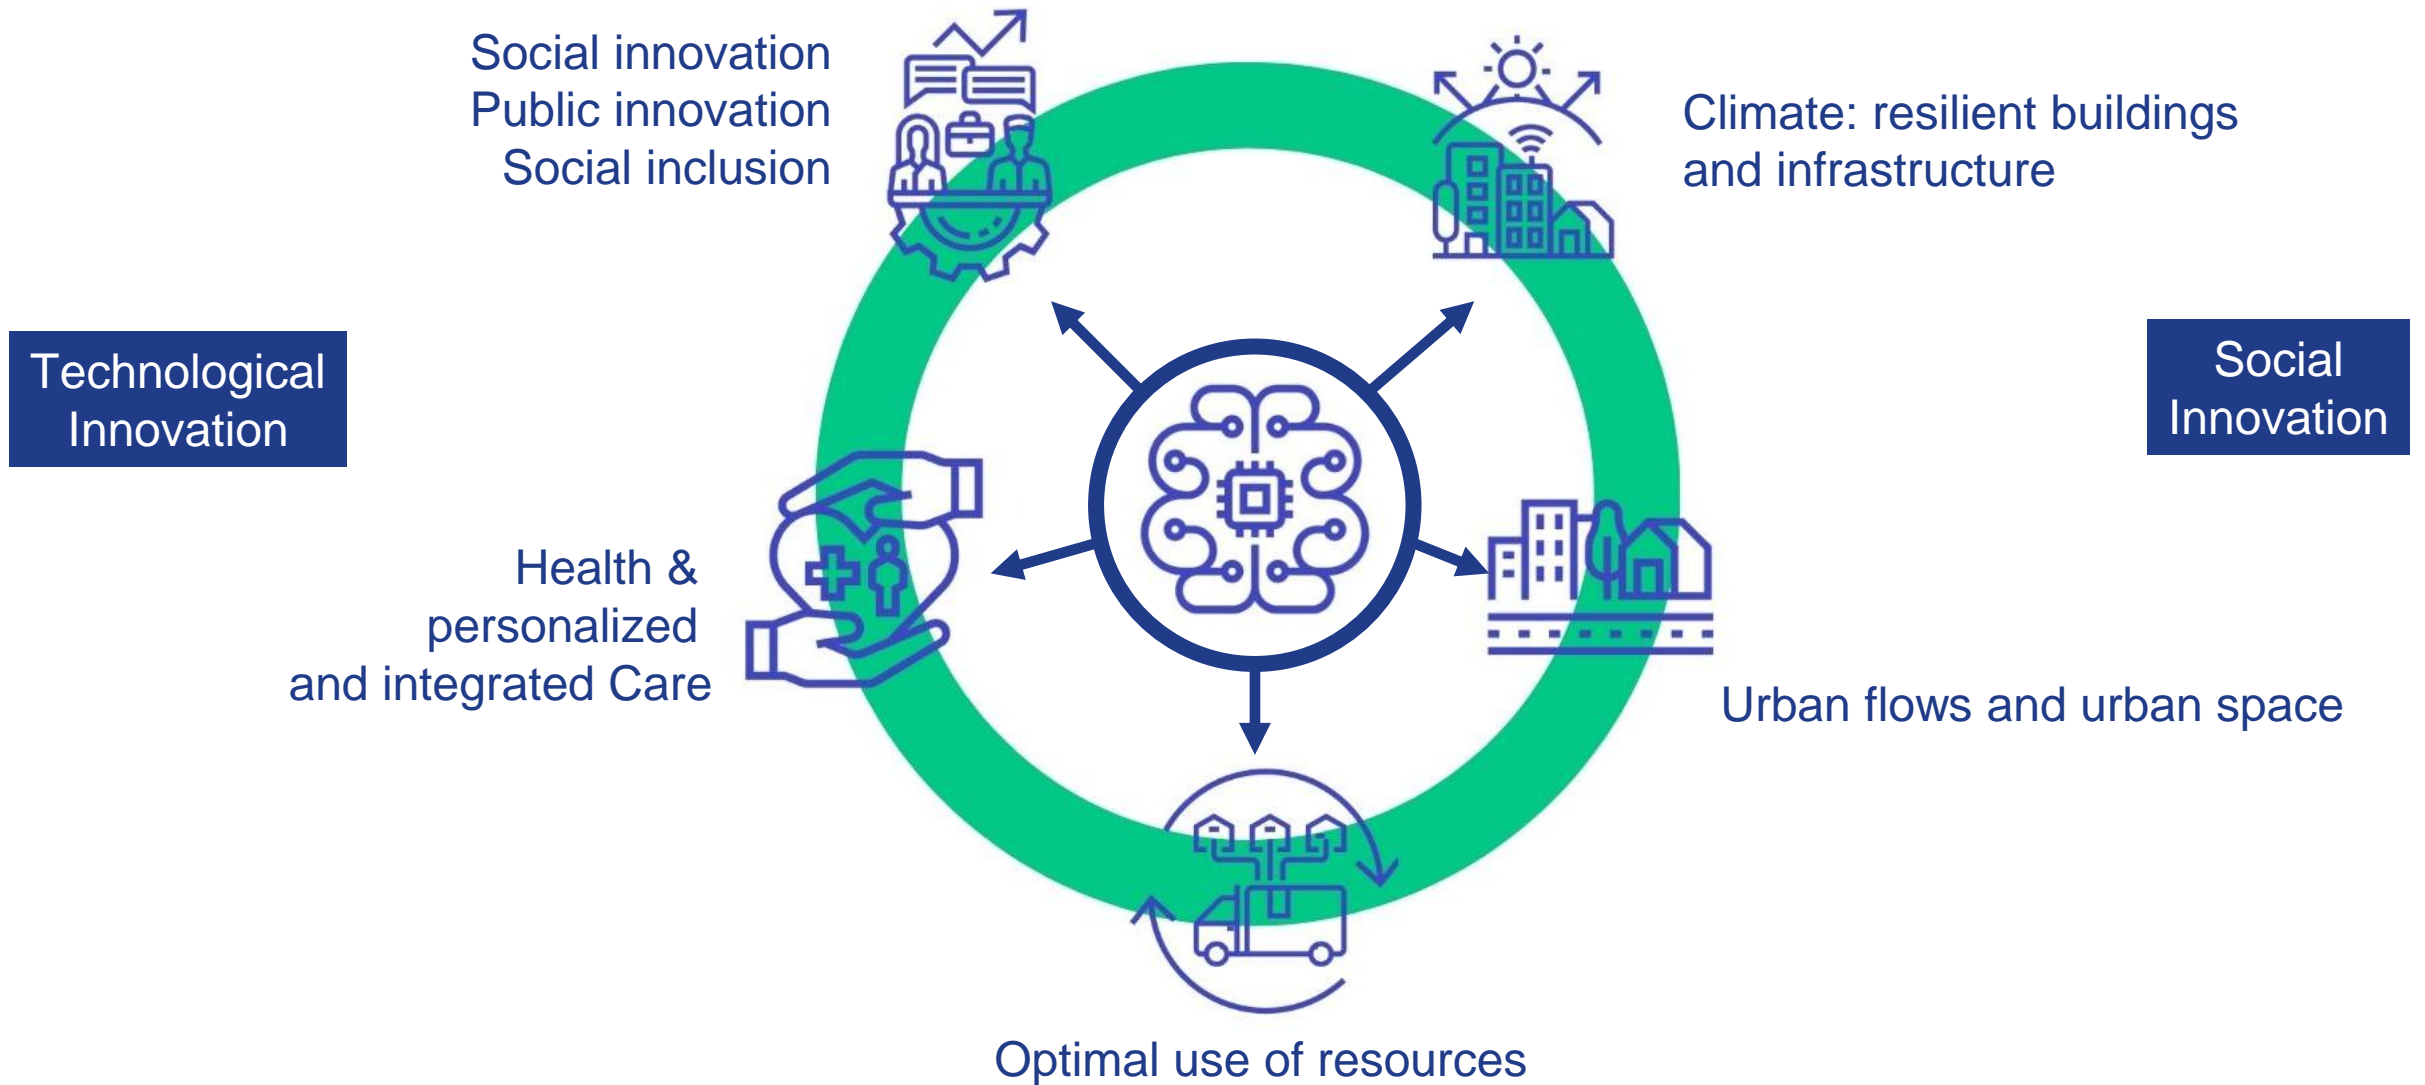 Social innovation
Public innovation
Social inclusion
Climate: resilient buildings
and infrastructure
Technological
Innovation
Social
Innovation
Health &
personalized
and integrated Care
Urban flows and urban space
Optimal use of resources